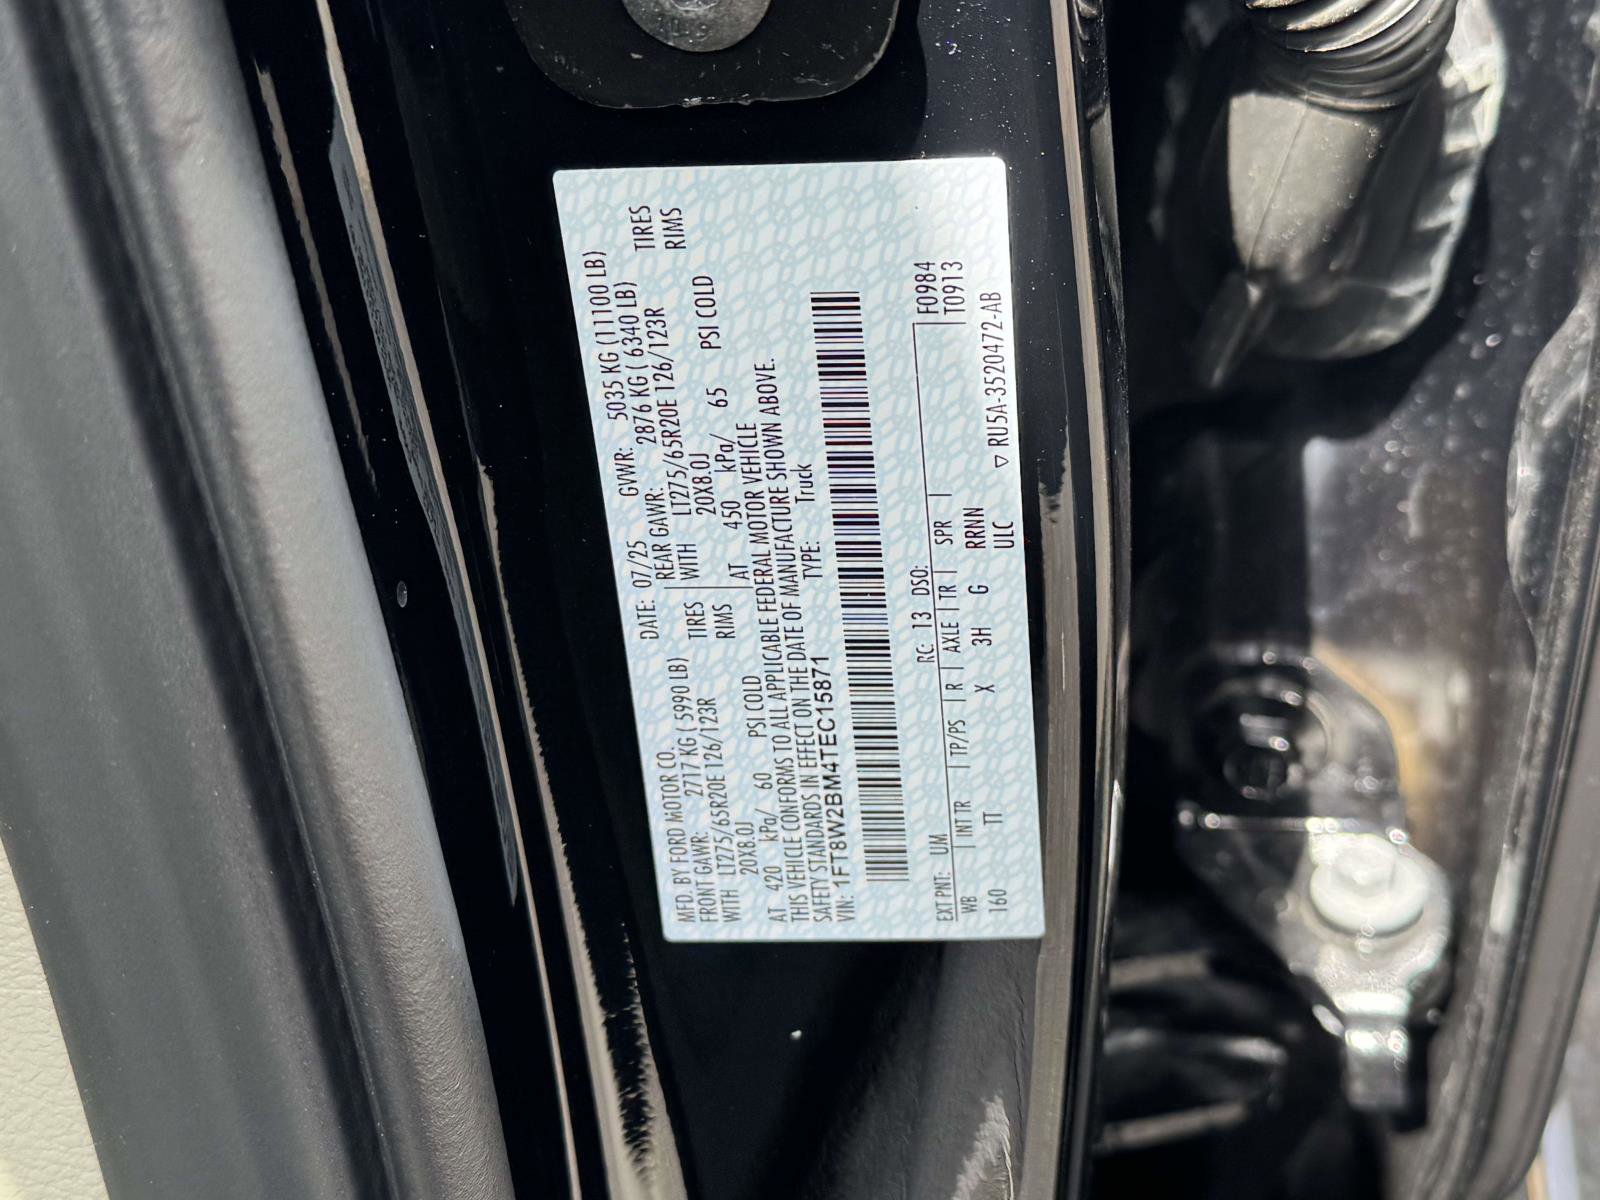 MFD. BY FORD MOTOR CO.
DATE: 07/25 GVWR: 5035 KG (11100 LB)
FRONT GAWR: 2717 KG ( 5990 LB) REAR GAWR: 2876 KG ( 6340 LB)
WITH LT275/65R20E 126/123R TIRES WITH LT275/65R20E 126/123R TIRES
20X8.0J RIMS 20X8.0J RIMS
AT 420 kPa/ 60 PSI COLD AT 450 kPa/ 65 PSI COLD
THIS VEHICLE CONFORMS TO ALL APPLICABLE FEDERAL MOTOR VEHICLE
SAFETY STANDARDS IN EFFECT ON THE DATE OF MANUFACTURE SHOWN ABOVE.
VIN: 1FT8W2BM4TEC15871 TYPE: Truck
EXT PNT: UM RC: 13 DSO: F0984
WB INT TR TP/PS R AXLE TR SPR T0913
160 TT X 3H G RRNN
ULC ▽ RU5A-3520472-AB